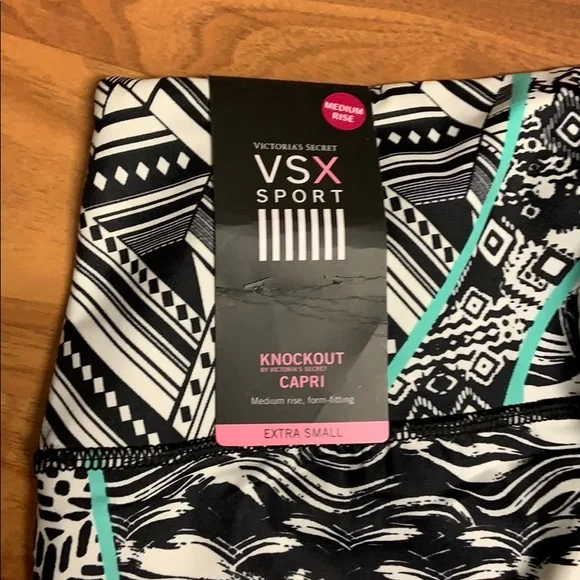 MEDIUM
RISE
VICTORIA'S SECRET
VSX
SPORT
KNOCKOUT
BY VICTORIA'S SECRET
CAPRI
Medium rise, form-fitting
EXTRA SMALL